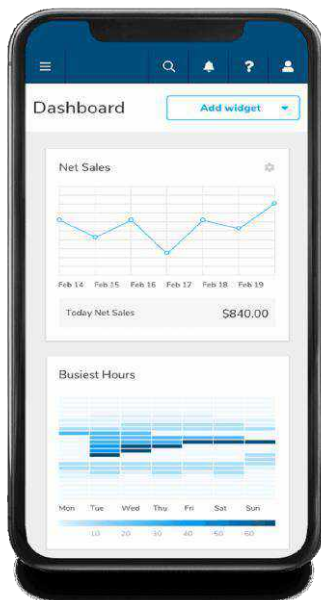 ?
Dashboard
Add widget
Net Sales
Feb 14 Feb 15 Feb 16 Feb 17 Feb 18 Feb 19
Today Net Sales $840.00
Busiest Hours
Mon Tue Wed Thu Fri Sat Sun
10 20 30 40 50 60